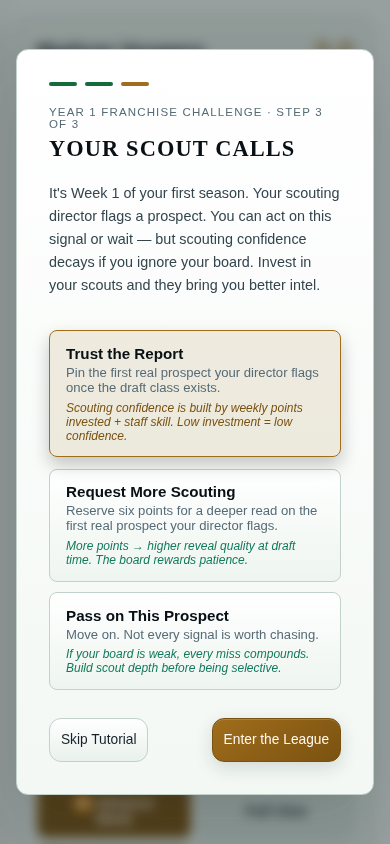 YEAR 1 FRANCHISE CHALLENGE · STEP 3
OF 3
YOUR SCOUT CALLS
It's Week 1 of your first season. Your scouting
director flags a prospect. You can act on this
signal or wait — but scouting confidence
decays if you ignore your board. Invest in
your scouts and they bring you better intel.
Trust the Report
Pin the first real prospect your director flags
once the draft class exists.
Scouting confidence is built by weekly points
invested + staff skill. Low investment = low
confidence.
Request More Scouting
Reserve six points for a deeper read on the
first real prospect your director flags.
More points → higher reveal quality at draft
time. The board rewards patience.
Pass on This Prospect
Move on. Not every signal is worth chasing.
If your board is weak, every miss compounds.
Build scout depth before being selective.
Skip Tutorial
Enter the League